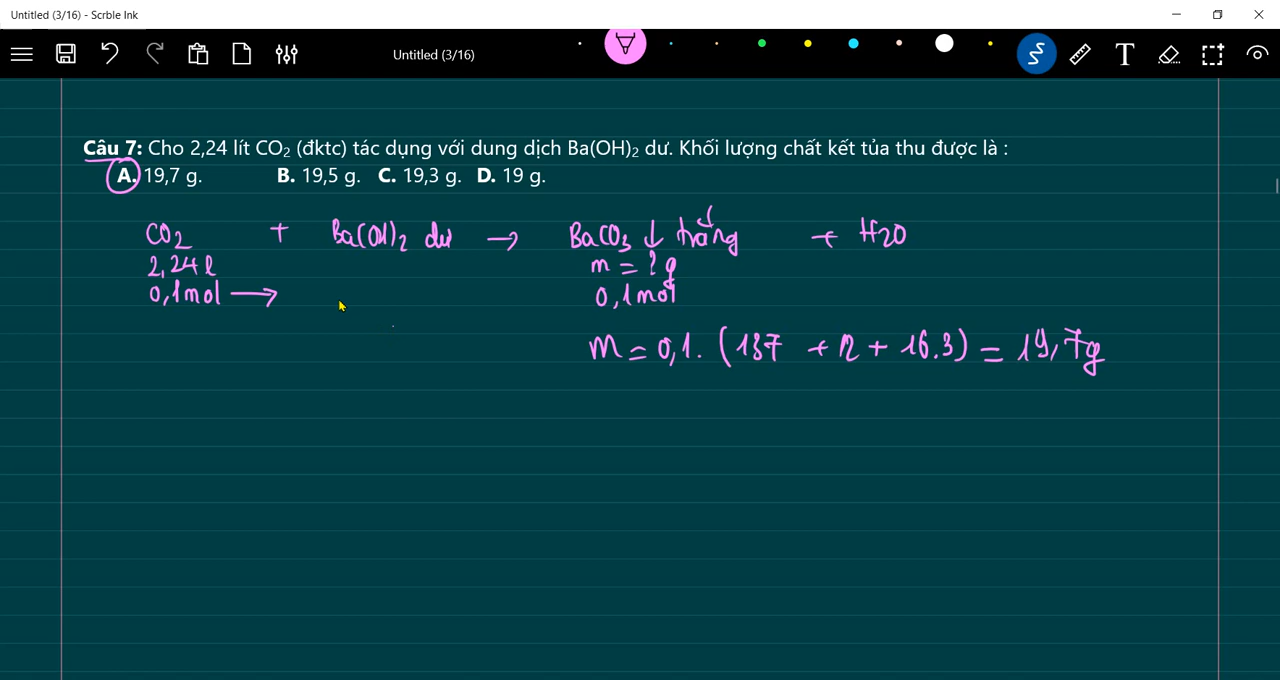 Untitled (3/16) - Scrble Ink
Untitled (3/16)
T
Câu 7: Cho 2,24 lít CO₂ (đktc) tác dụng với dung dịch Ba(OH)₂ dư. Khối lượng chất kết tủa thu được là :
A. 19,7 g. B. 19,5 g. C. 19,3 g. D. 19 g.
CO2 + Ba(OH)2 dư → BaCO3 ↓ trắng + H2O
2,24 l m = ? g
0,1 mol → 0,1 mol
m = 0,1. (137 + 12 + 16.3) = 19,7g